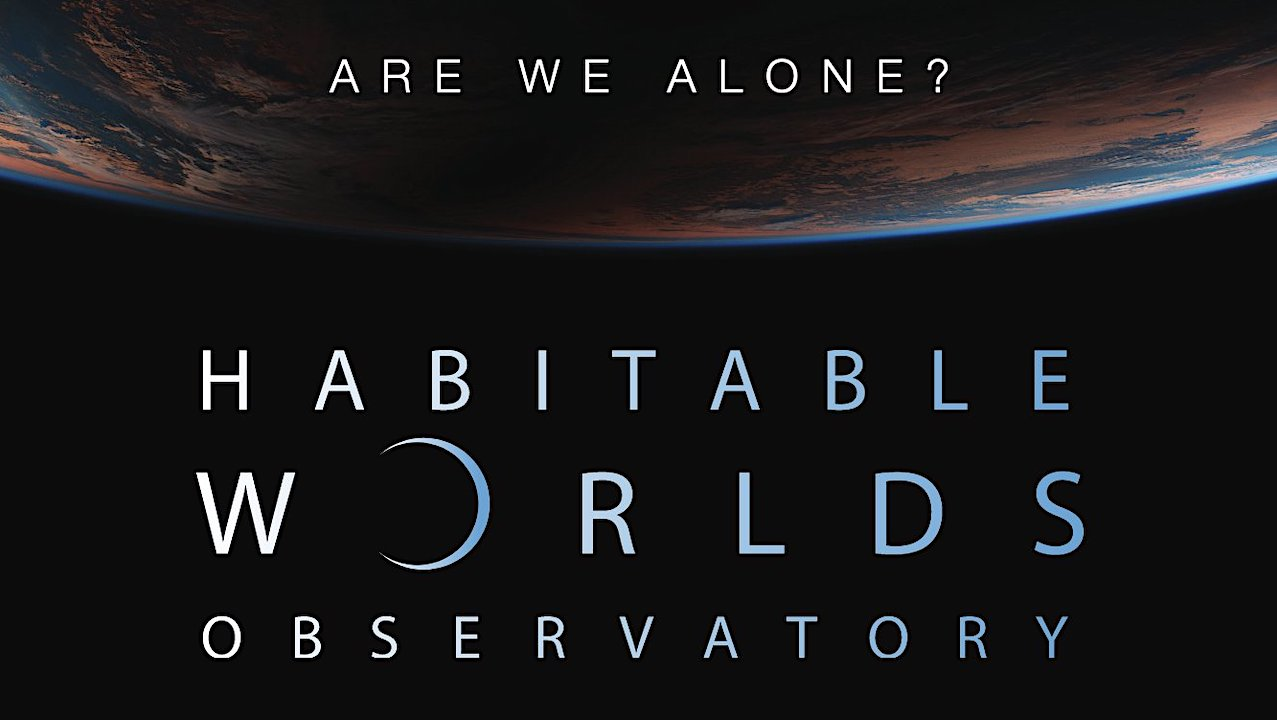 ARE WE ALONE?
HABITABLE
WORLDS
OBSERVATORY